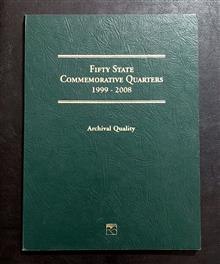 Fifty State
Commemorative Quarters
1999 - 2008
Archival Quality